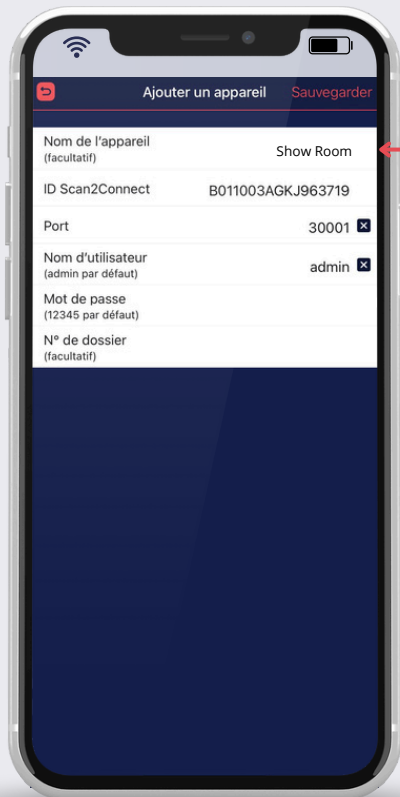 Ajouter un appareil Sauvegarder
Nom de l'appareil
(facultatif)
Show Room
ID Scan2Connect B011003AGKJ963719
Port 30001
Nom d'utilisateur
(admin par défaut)
admin
Mot de passe
(12345 par défaut)
N° de dossier
(facultatif)